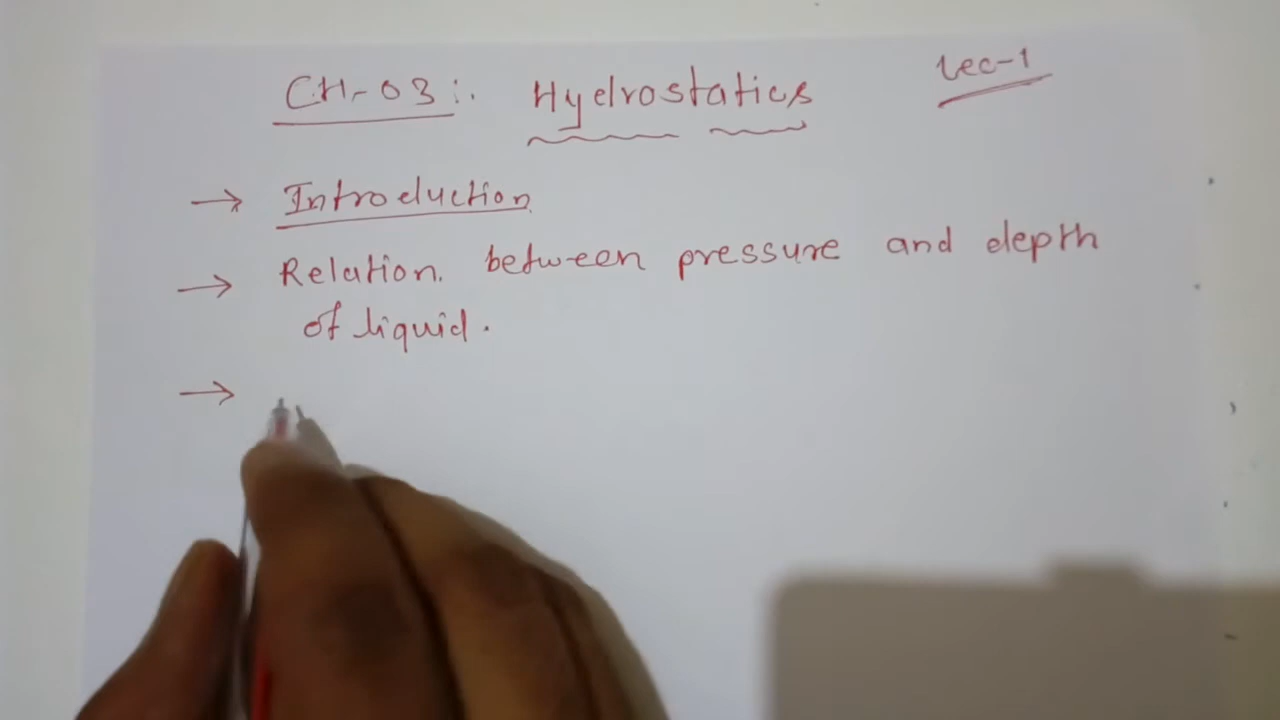 CH-03:. Hydrostatics Lec-1
→ Introduction
→ Relation. between pressure and depth
of liquid.
→